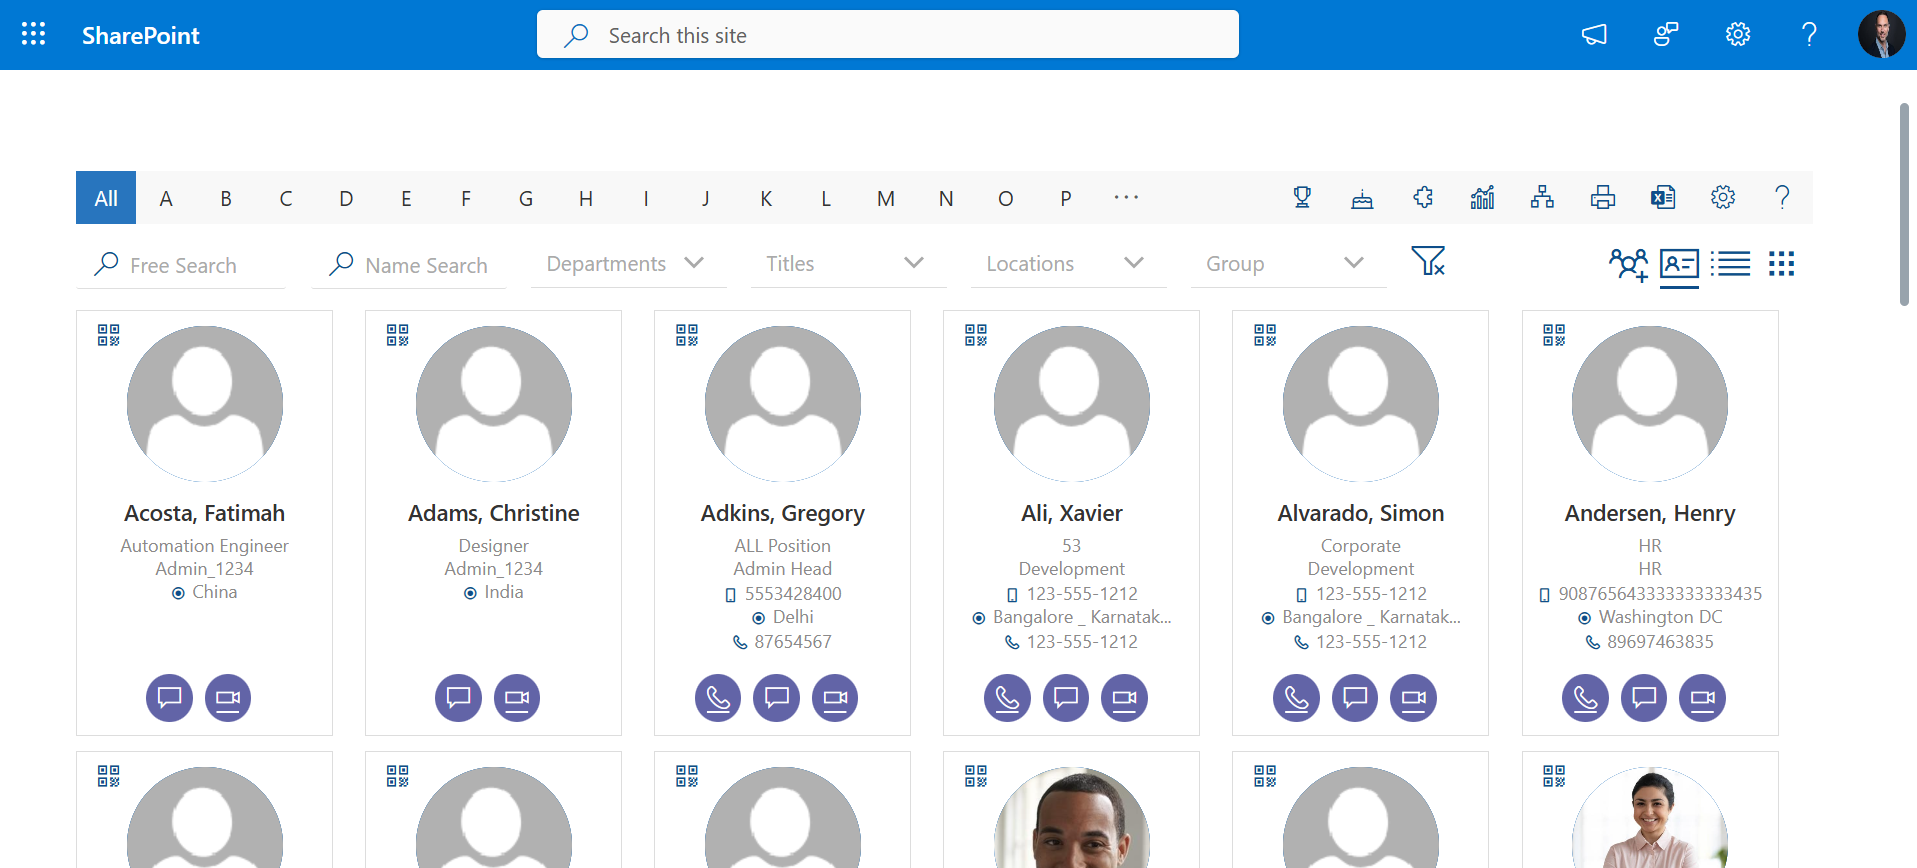 SharePoint
Search this site
All A B C D E F G H I J K L M N O P ···
Free Search Name Search Departments Titles Locations Group
Acosta, Fatimah
Automation Engineer
Admin_1234
China
Adams, Christine
Designer
Admin_1234
India
Adkins, Gregory
ALL Position
Admin Head
5553428400
Delhi
87654567
Ali, Xavier
53
Development
123-555-1212
Bangalore _ Karnatak...
123-555-1212
Alvarado, Simon
Corporate
Development
123-555-1212
Bangalore _ Karnatak...
123-555-1212
Andersen, Henry
HR
HR
908765643333333333435
Washington DC
89697463835